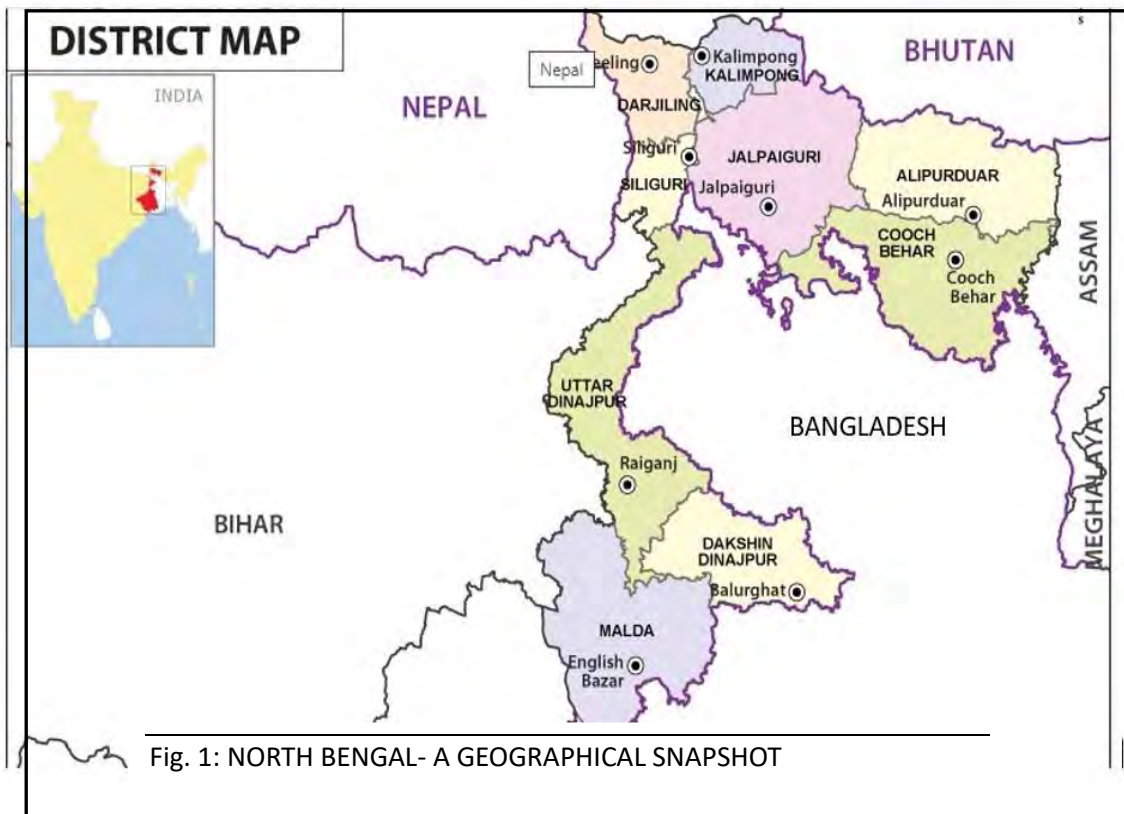 DISTRICT MAP
s
INDIA
NEPAL
Nepal
eeling
Kalimpong
KALIMPONG
BHUTAN
DARJILING
Siliguri
SILIGURI
JALPAIGURI
Jalpaiguri
ALIPURDUAR
Alipurduar
COOCH
BEHAR
Cooch
Behar
ASSAM
UTTAR
DINAJPUR
BANGLADESH
MEGHALAYA
Raiganj
BIHAR
DAKSHIN
DINAJPUR
Balurghat
MALDA
English
Bazar
Fig. 1: NORTH BENGAL- A GEOGRAPHICAL SNAPSHOT